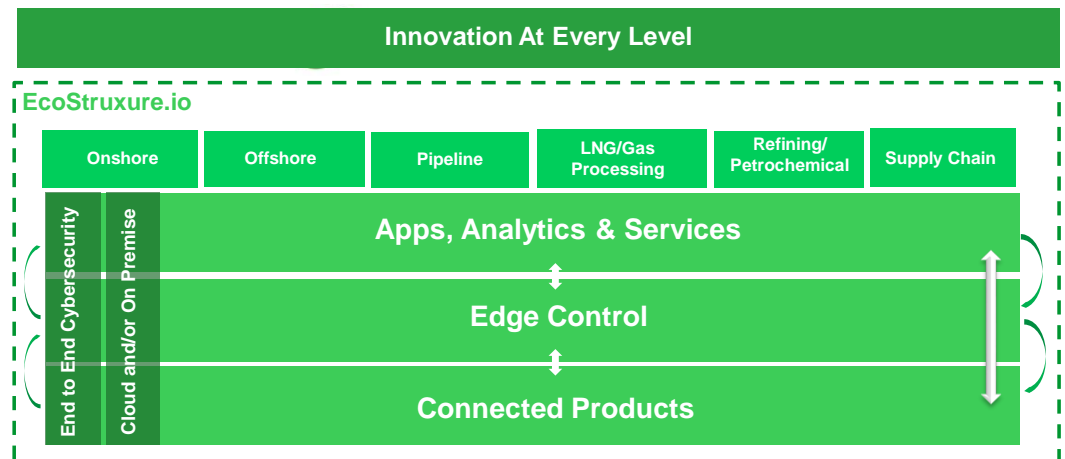 Innovation At Every Level
EcoStruxure.io
Onshore
Offshore
Pipeline
LNG/Gas
Processing
Refining/
Petrochemical
Supply Chain
End to End Cybersecurity
Cloud and/or On Premise
Apps, Analytics & Services
Edge Control
Connected Products